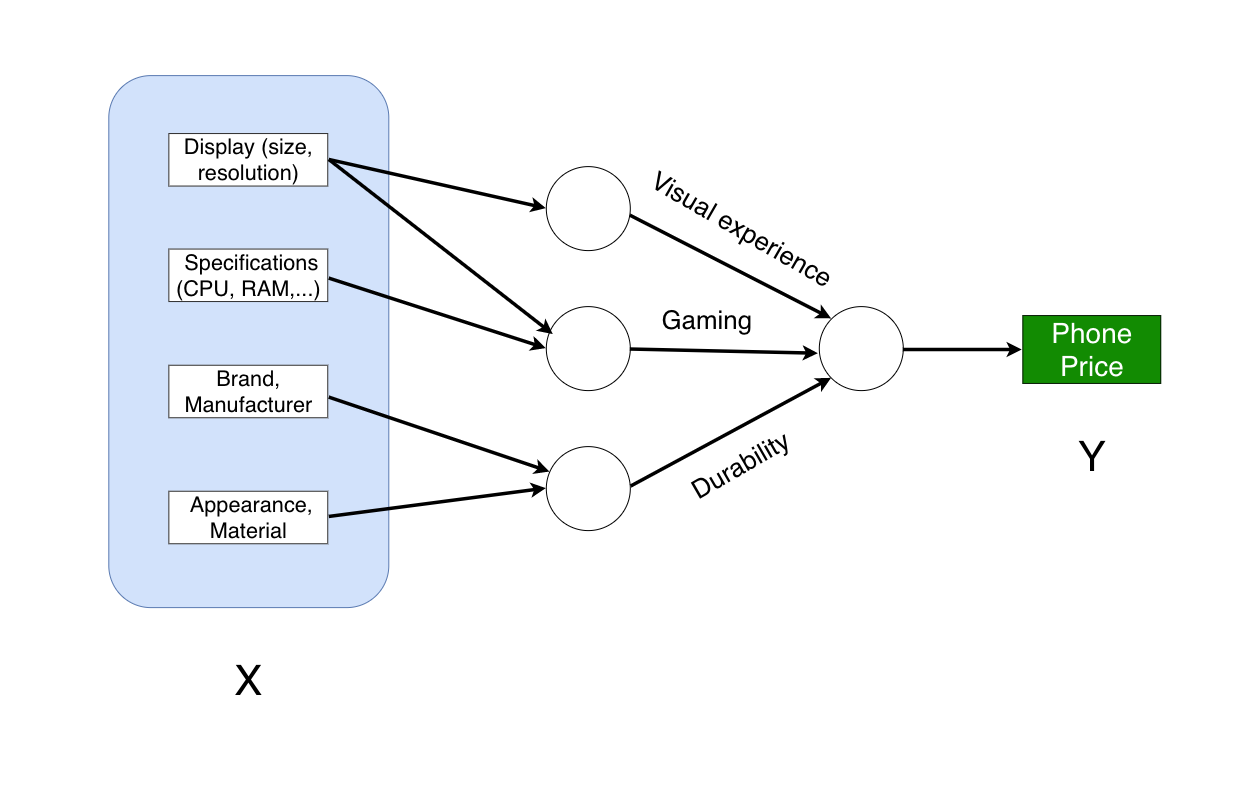 Display (size,
resolution)
Specifications
(CPU, RAM,...)
Brand,
Manufacturer
Appearance,
Material
X
Visual experience
Gaming
Durability
Phone
Price
Y